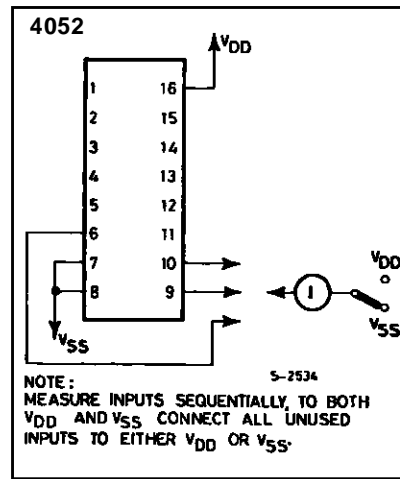 4052
VDD
1 16
2 15
3 14
4 13
5 12
6 11
7 10
8 9
I
VDD
VSS
VSS
S-2534
NOTE:
MEASURE INPUTS SEQUENTIALLY, TO BOTH
VDD AND VSS CONNECT ALL UNUSED
INPUTS TO EITHER VDD OR VSS.